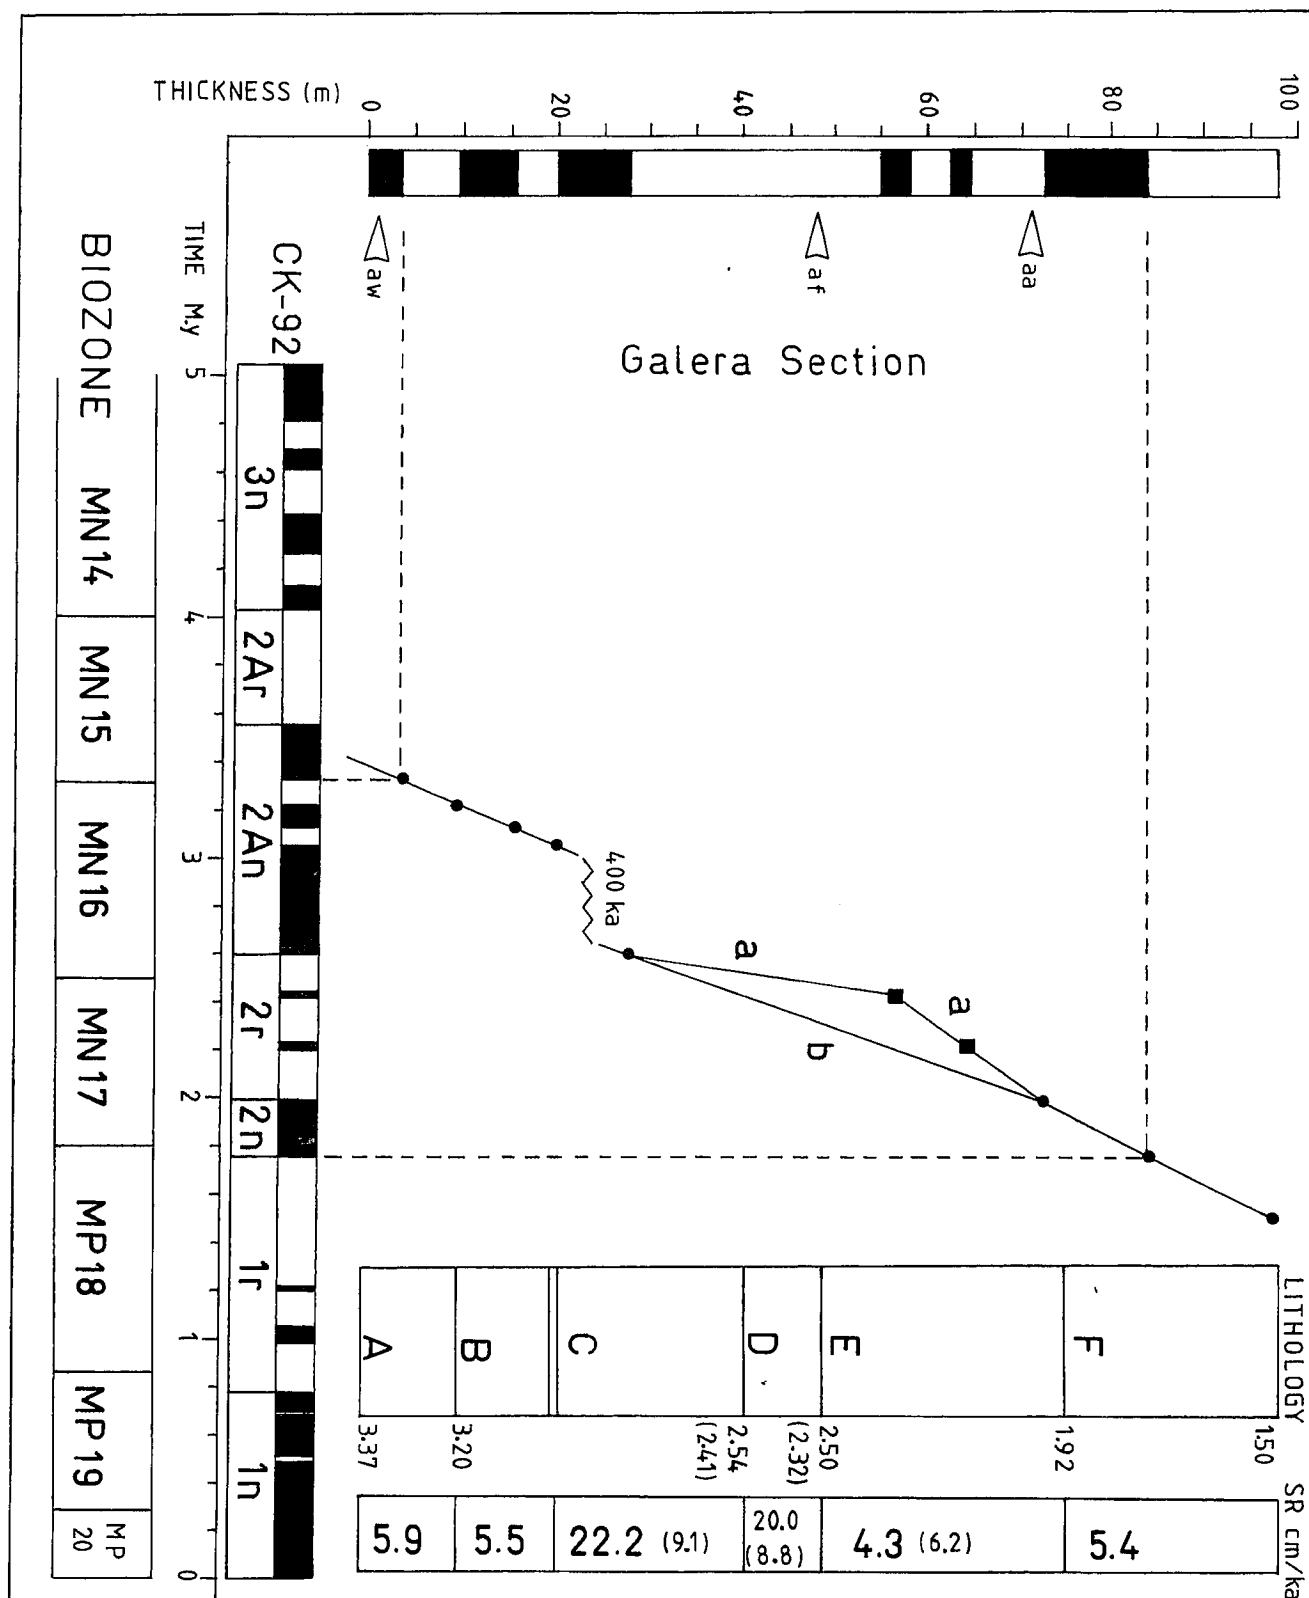 THICKNESS (m)
0
20
40
60
80
100
aw
af
aa
Galera Section
BIOZONE
TIME M.y
CK-92
5
4
3
2
1
0
MN14
MN15
MN16
MN17
MP18
MP19
MP
20
3n
2Ar
2An
2r
2n
1r
1n
400 ka
a
a
b
LITHOLOGY
A
B
C
D
E
F
3.37
3.20
2.54
(2.41)
2.50
(2.32)
1.92
1.50
SR cm/ka
5.9
5.5
22.2 (9.1)
20.0
(8.8)
4.3 (6.2)
5.4